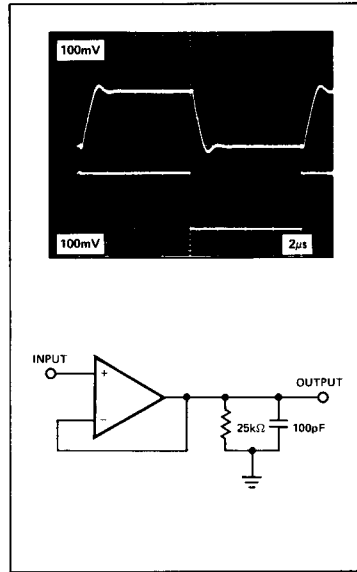 100mV
100mV
2µs
INPUT
+
−
OUTPUT
25kΩ
100pF